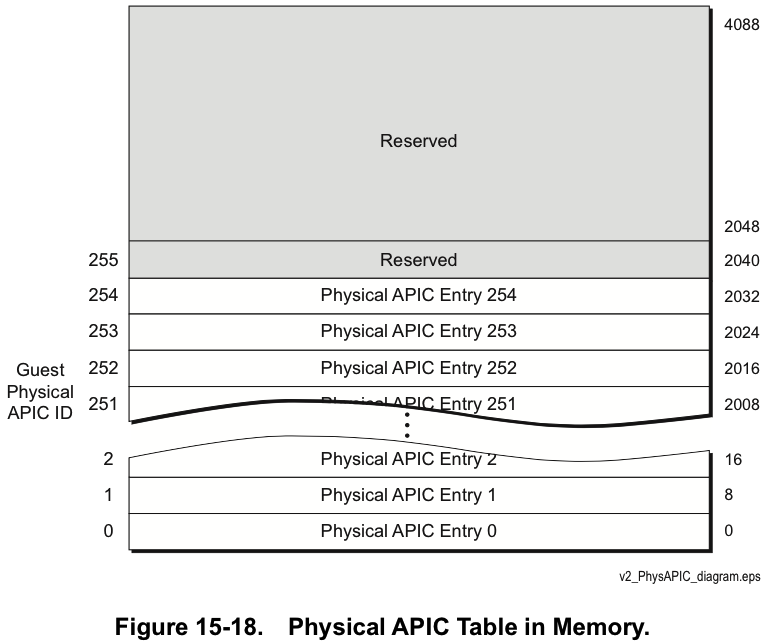 4088
Reserved
2048
255 Reserved 2040
254 Physical APIC Entry 254 2032
253 Physical APIC Entry 253 2024
252 Physical APIC Entry 252 2016
Guest
Physical
APIC ID
251 Physical APIC Entry 251 2008
2 Physical APIC Entry 2 16
1 Physical APIC Entry 1 8
0 Physical APIC Entry 0 0
v2_PhysAPIC_diagram.eps
Figure 15-18. Physical APIC Table in Memory.